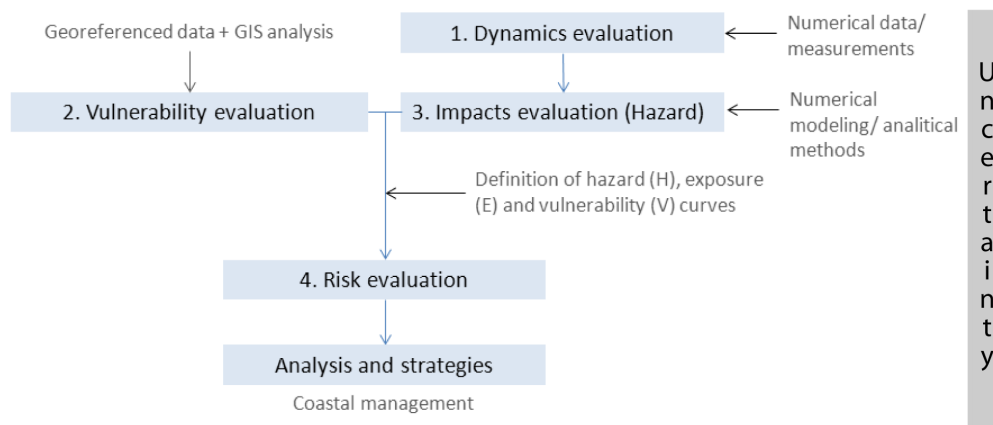 Georeferenced data + GIS analysis
1. Dynamics evaluation
Numerical data/
measurements
2. Vulnerability evaluation
3. Impacts evaluation (Hazard)
Numerical
modeling/ analitical
methods
Definition of hazard (H), exposure
(E) and vulnerability (V) curves
4. Risk evaluation
Analysis and strategies
Coastal management
U
n
c
e
r
t
a
i
n
t
y